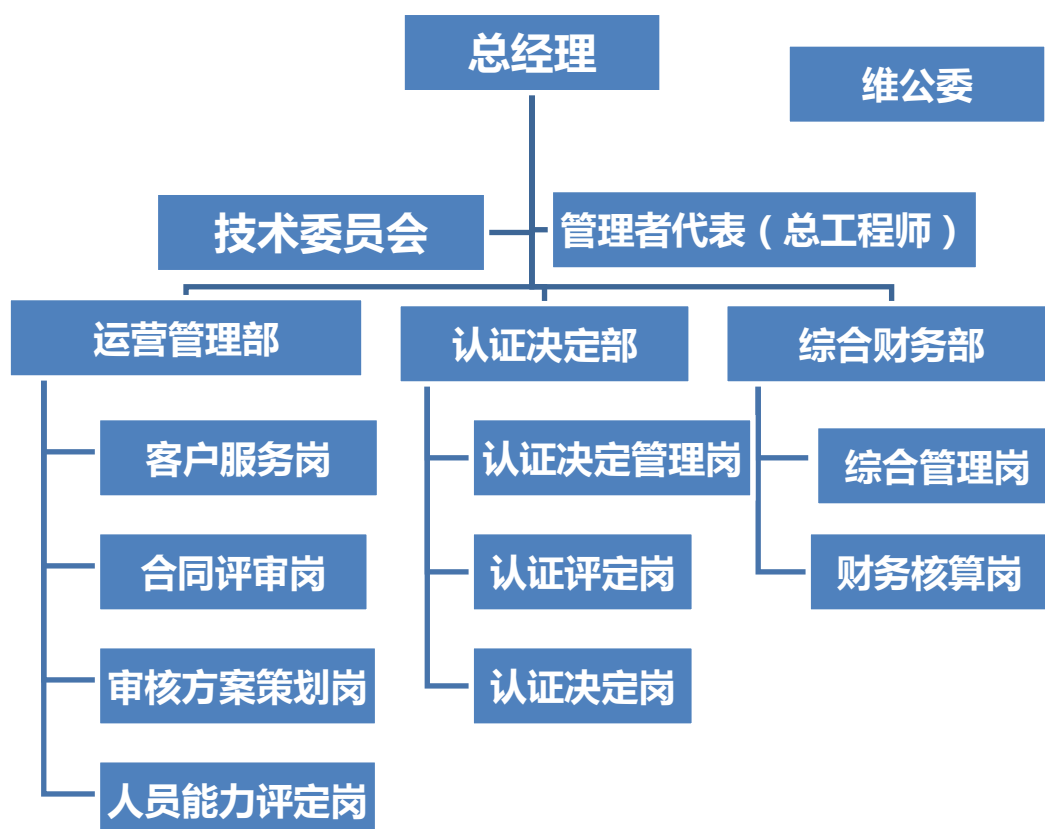 总经理
维公委
技术委员会
管理者代表（总工程师）
运营管理部
认证决定部
综合财务部
客户服务岗
认证决定管理岗
综合管理岗
合同评审岗
认证评定岗
财务核算岗
审核方案策划岗
认证决定岗
人员能力评定岗